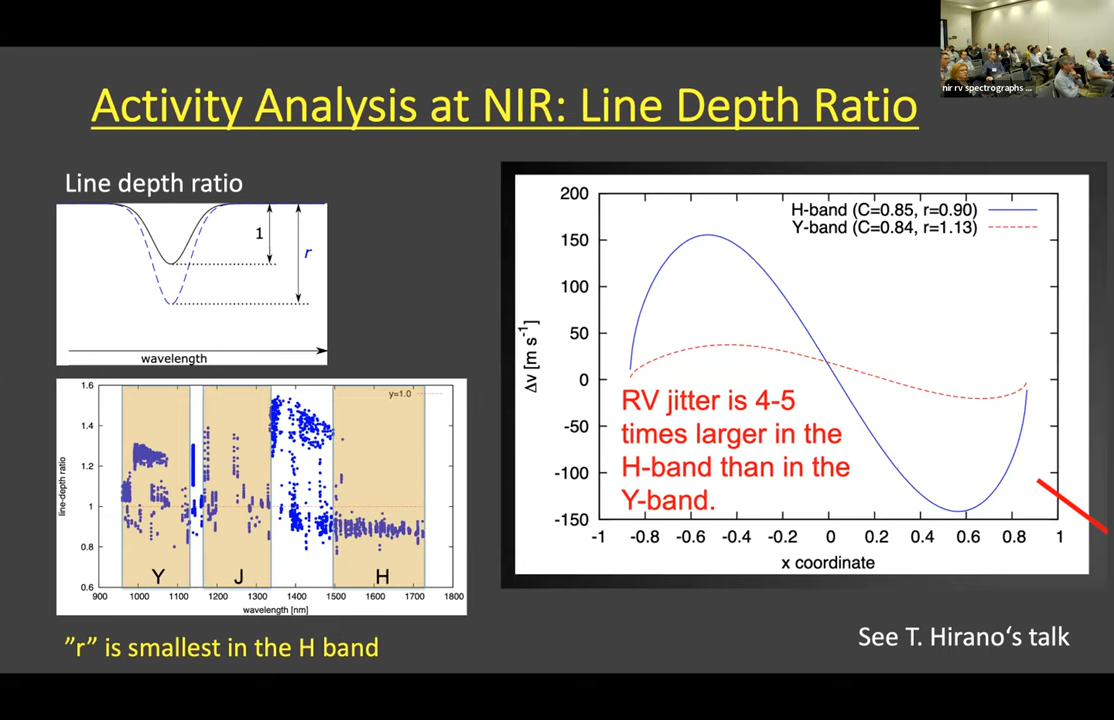 Activity Analysis at NIR: Line Depth Ratio
nir rv spectrographs ...
Line depth ratio
1
r
wavelength
1.6
1.4
1.2
1
0.8
0.6
line-depth ratio
y=1.0
Y
J
H
900 1000 1100 1200 1300 1400 1500 1600 1700 1800
wavelength [nm]
"r" is smallest in the H band
200
150
100
50
0
-50
-100
-150
Δv [m s⁻¹]
H-band (C=0.85, r=0.90)
Y-band (C=0.84, r=1.13)
RV jitter is 4-5
times larger in the
H-band than in the
Y-band.
-1 -0.8 -0.6 -0.4 -0.2 0 0.2 0.4 0.6 0.8 1
x coordinate
See T. Hirano‘s talk